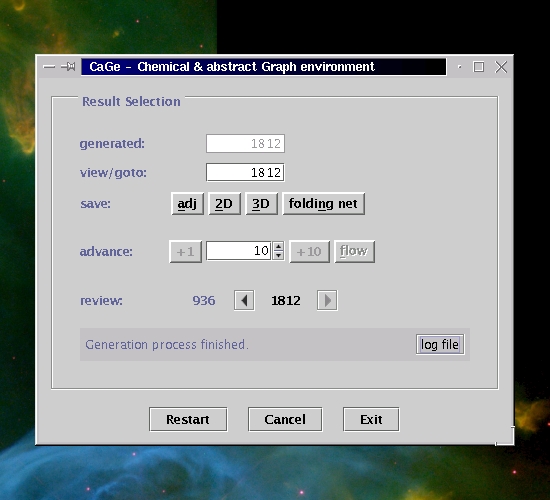 CaGe – Chemical & abstract Graph environment
Result Selection
generated: 1812
view/goto: 1812
save: adj 2D 3D folding net
advance: +1 10 +10 flow
review: 936 1812
Generation process finished. log file
Restart Cancel Exit